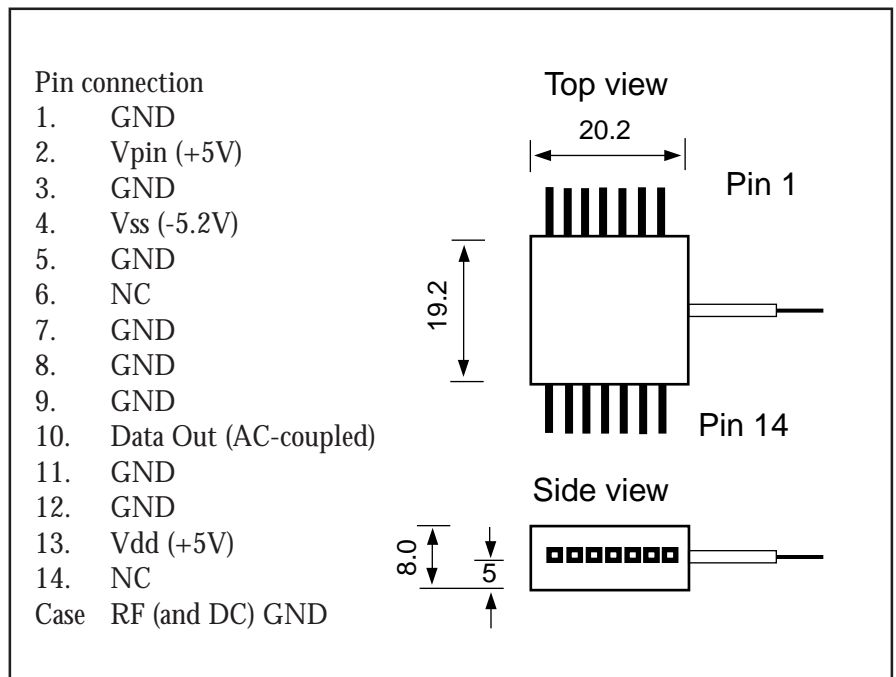 Pin connection
1. GND
2. Vpin (+5V)
3. GND
4. Vss (-5.2V)
5. GND
6. NC
7. GND
8. GND
9. GND
10. Data Out (AC-coupled)
11. GND
12. GND
13. Vdd (+5V)
14. NC
Case RF (and DC) GND
Top view
20.2
Pin 1
19.2
Pin 14
Side view
8.0
5